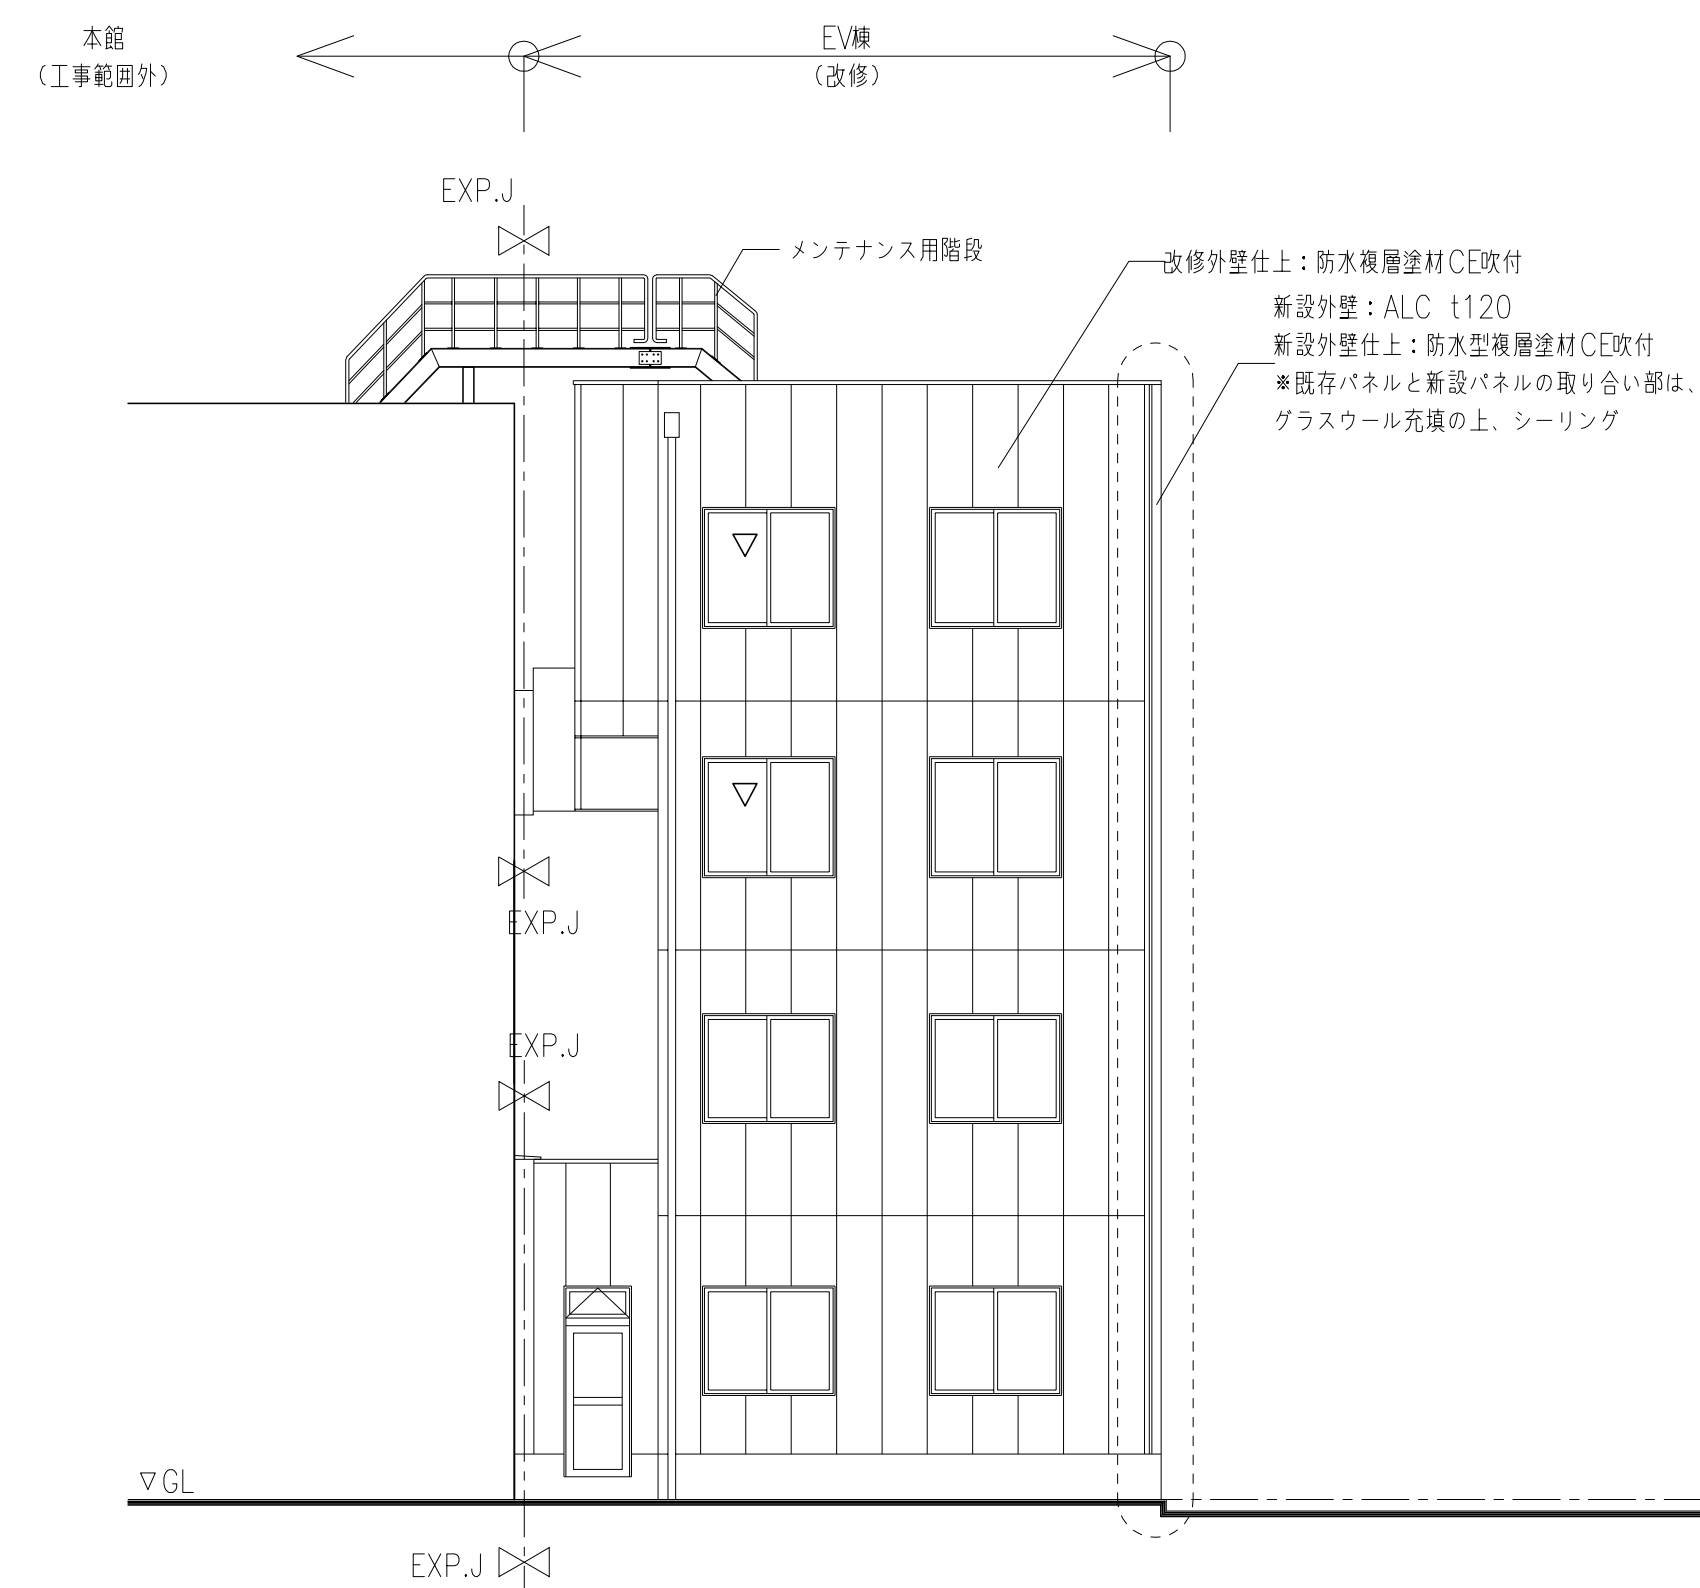 本館
（工事範囲外）
EV棟
（改修）
EXP.J
メンテナンス用階段
改修外壁仕上：防水複層塗材CE吹付
新設外壁：ALC t120
新設外壁仕上：防水型複層塗材CE吹付
※既存パネルと新設パネルの取り合い部は、
グラスウール充填の上、シーリング
EXP.J
EXP.J
▽GL
EXP.J